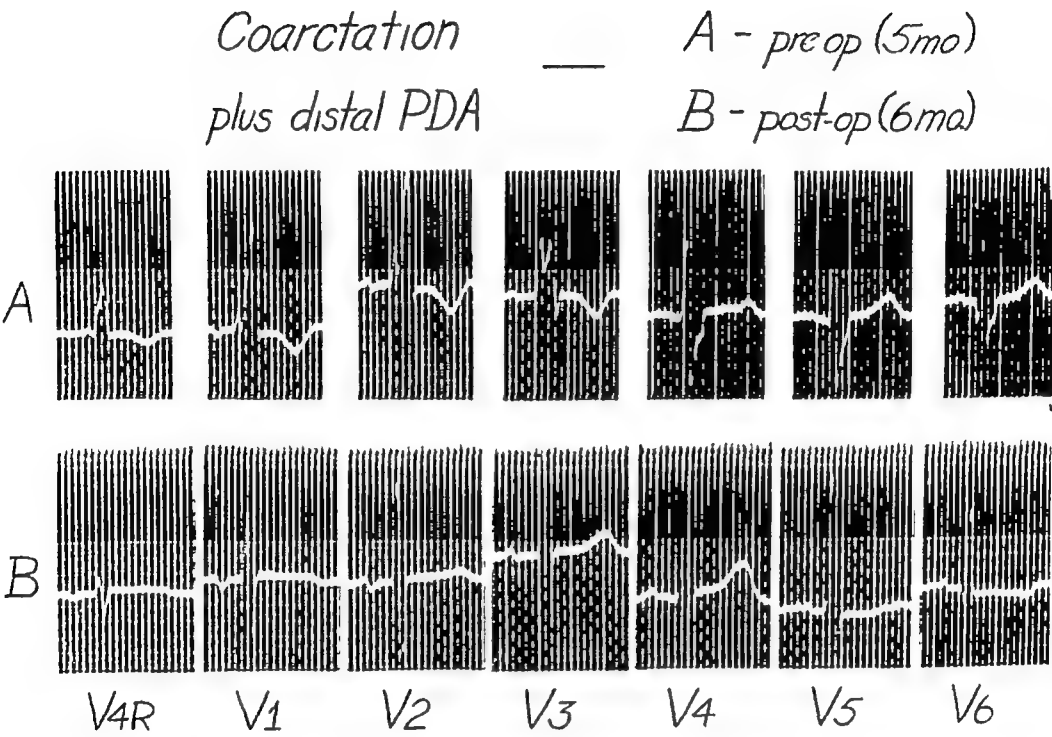 Coarctation — A - preop (5mo)
plus distal PDA B - post-op (6mo)
A
B
V4R V1 V2 V3 V4 V5 V6